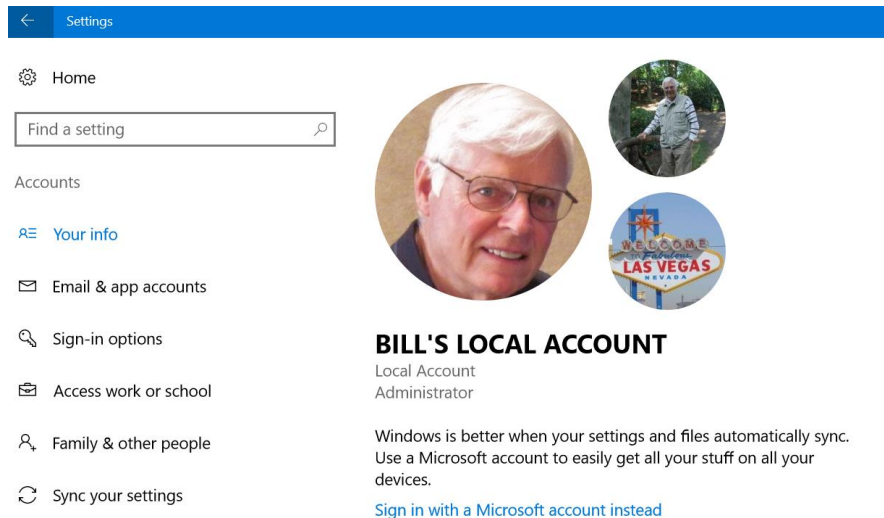 Settings
Home
Find a setting
Accounts
Your info
Email & app accounts
Sign-in options
Access work or school
Family & other people
Sync your settings
WELCOME
TO Fabulous
LAS VEGAS
NEVADA
BILL'S LOCAL ACCOUNT
Local Account
Administrator
Windows is better when your settings and files automatically sync.
Use a Microsoft account to easily get all your stuff on all your
devices.
Sign in with a Microsoft account instead